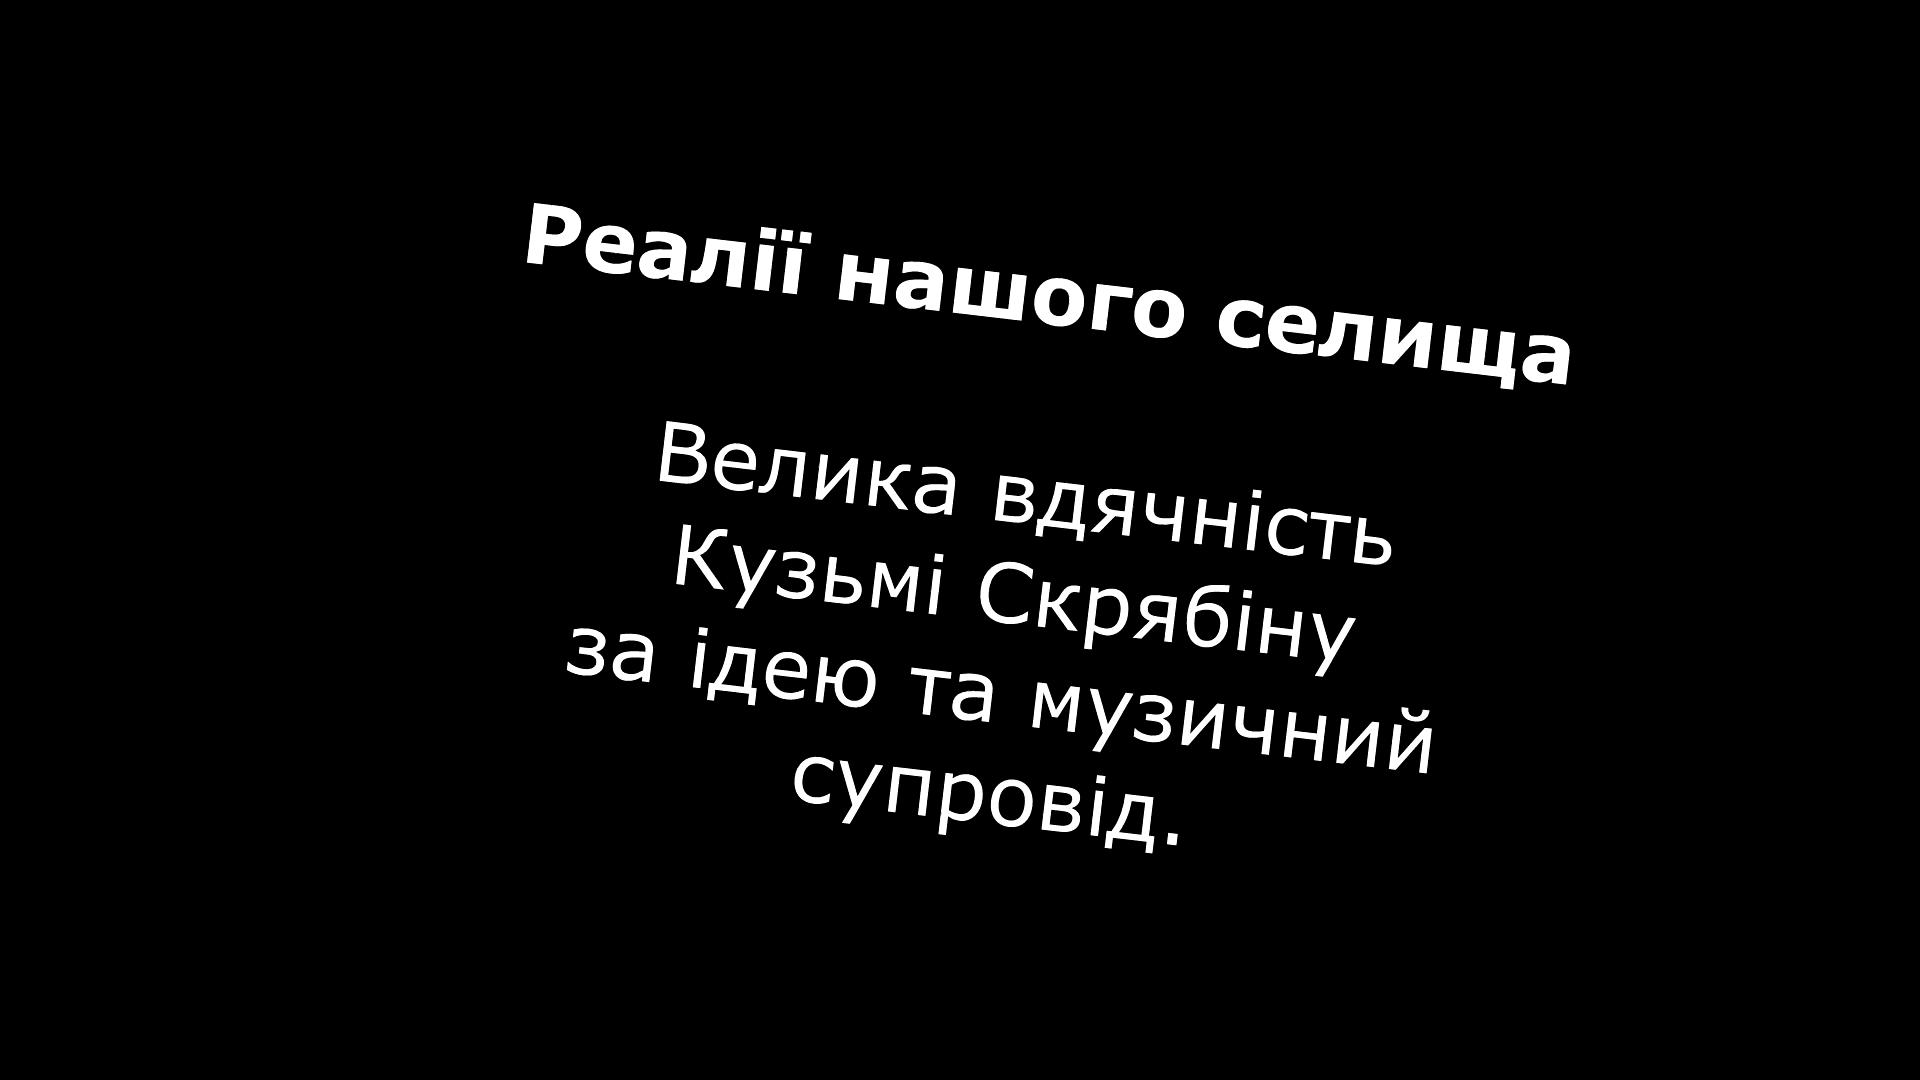 Реалії нашого селища
Велика вдячність
Кузьмі Скрябіну
за ідею та музичний
супровід.